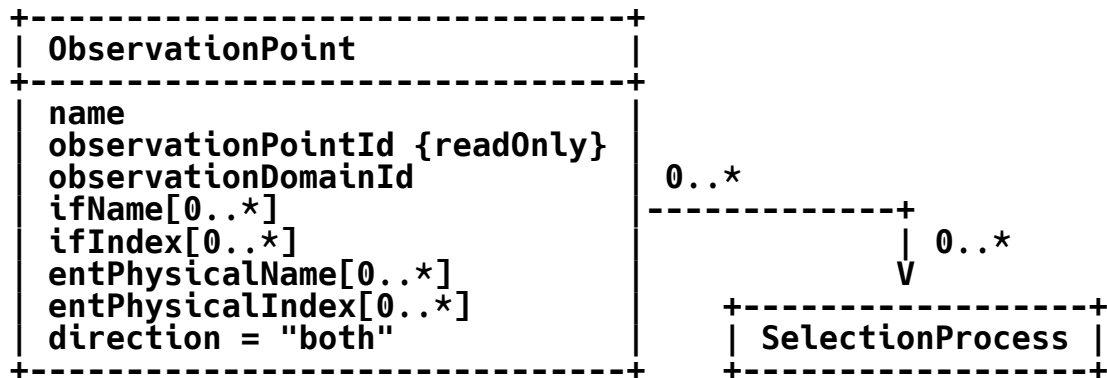 ObservationPoint
name
observationPointId {readOnly}
observationDomainId
0..*
ifName[0..*]
ifIndex[0..*]
0..*
entPhysicalName[0..*]
V
entPhysicalIndex[0..*]
direction = "both"
SelectionProcess